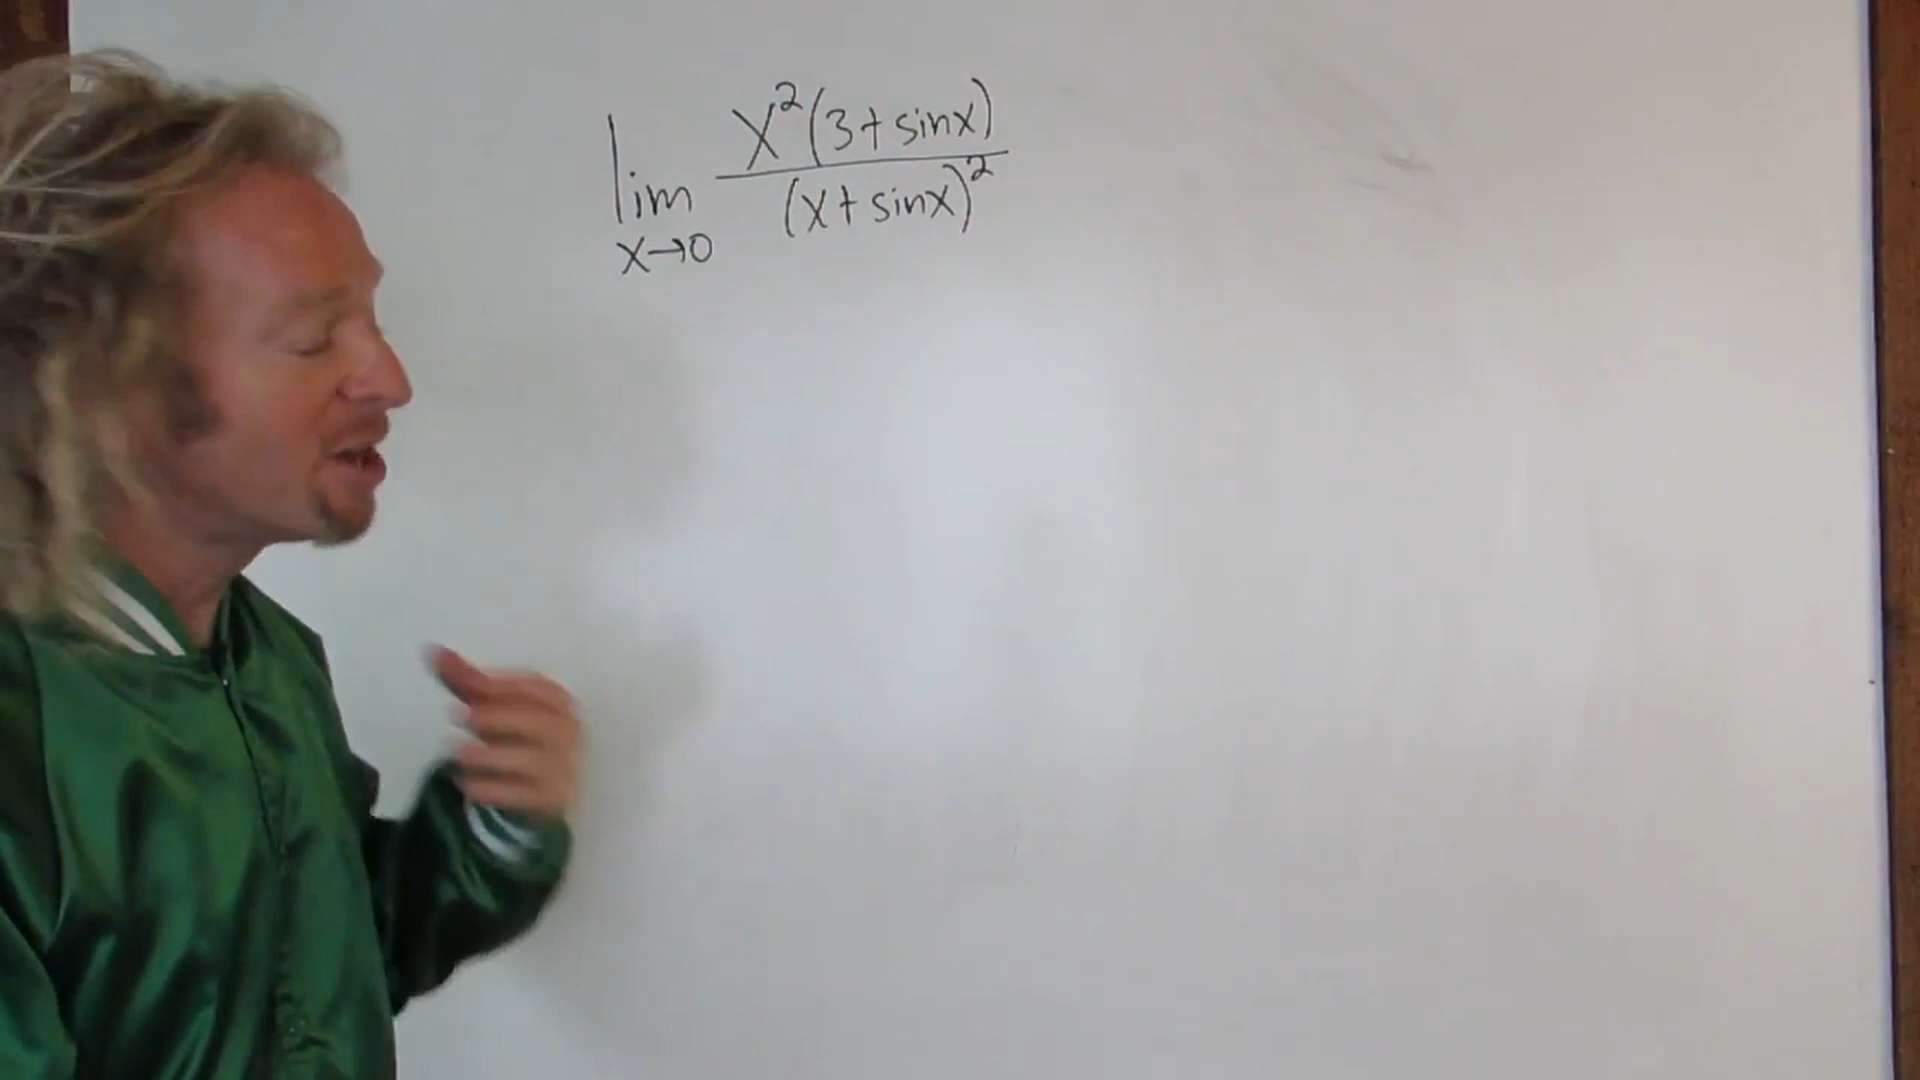 lim x²(3+sinx)
x→0 (x+sinx)²